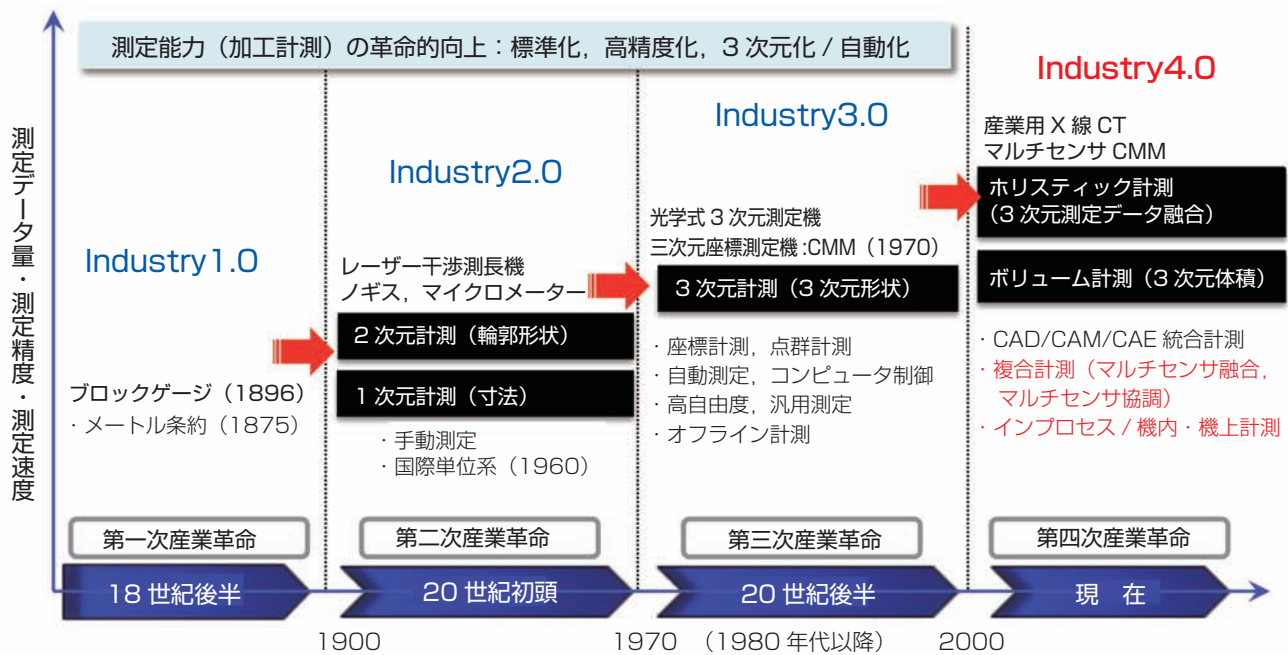 測定能力（加工計測）の革命的向上：標準化，高精度化，3 次元化 / 自動化
測定データ量・測定精度・測定速度
Industry1.0
ブロックゲージ（1896）
・メートル条約（1875）
第一次産業革命
18 世紀後半
Industry2.0
レーザー干渉測長機
ノギス，マイクロメーター
2 次元計測（輪郭形状）
1 次元計測（寸法）
・手動測定
・国際単位系（1960）
第二次産業革命
20 世紀初頭
Industry3.0
光学式 3 次元測定機
三次元座標測定機：CMM（1970）
3 次元計測（3 次元形状）
・座標計測，点群計測
・自動測定，コンピュータ制御
・高自由度，汎用測定
・オフライン計測
第三次産業革命
20 世紀後半
Industry4.0
産業用 X 線 CT
マルチセンサ CMM
ホリスティック計測
（3 次元測定データ融合）
ボリューム計測（3 次元体積）
・CAD/CAM/CAE 統合計測
・複合計測（マルチセンサ融合，
マルチセンサ協調）
・インプロセス / 機内・機上計測
第四次産業革命
現　在
1900
1970
（1980 年代以降）
2000